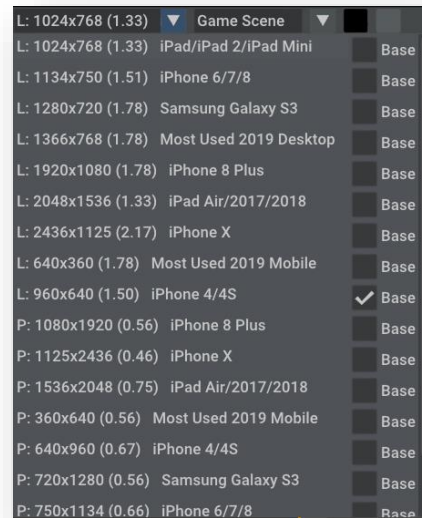 L: 1024x768 (1.33) Game Scene
L: 1024x768 (1.33) iPad/iPad 2/iPad Mini Base
L: 1134x750 (1.51) iPhone 6/7/8 Base
L: 1280x720 (1.78) Samsung Galaxy S3 Base
L: 1366x768 (1.78) Most Used 2019 Desktop Base
L: 1920x1080 (1.78) iPhone 8 Plus Base
L: 2048x1536 (1.33) iPad Air/2017/2018 Base
L: 2436x1125 (2.17) iPhone X Base
L: 640x360 (1.78) Most Used 2019 Mobile Base
L: 960x640 (1.50) iPhone 4/4S Base
P: 1080x1920 (0.56) iPhone 8 Plus Base
P: 1125x2436 (0.46) iPhone X Base
P: 1536x2048 (0.75) iPad Air/2017/2018 Base
P: 360x640 (0.56) Most Used 2019 Mobile Base
P: 640x960 (0.67) iPhone 4/4S Base
P: 720x1280 (0.56) Samsung Galaxy S3 Base
P: 750x1134 (0.66) iPhone 6/7/8 Base